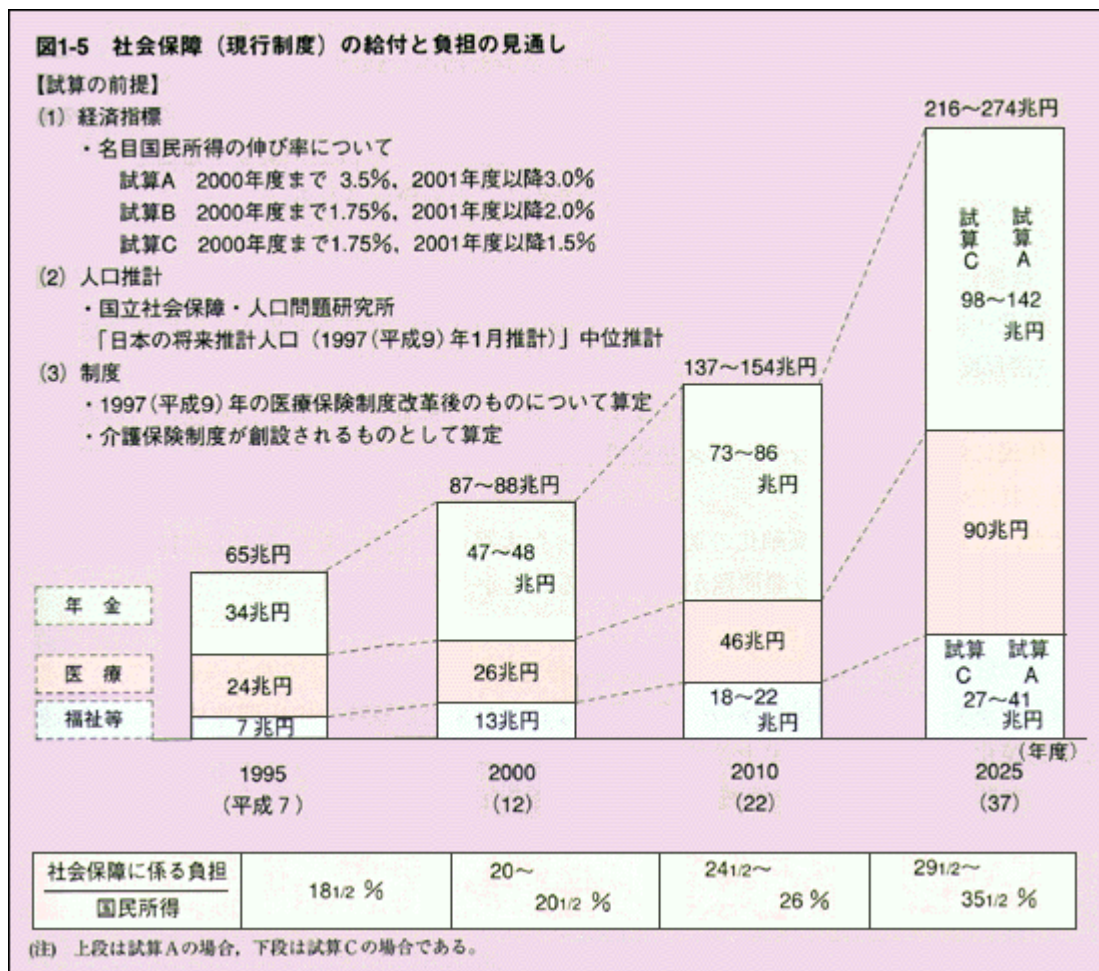 図1-5 社会保障（現行制度）の給付と負担の見通し
【試算の前提】
(1) 経済指標
・名目国民所得の伸び率について
試算A 2000年度まで 3.5%，2001年度以降3.0%
試算B 2000年度まで1.75%，2001年度以降2.0%
試算C 2000年度まで1.75%，2001年度以降1.5%
(2) 人口推計
・国立社会保障・人口問題研究所
「日本の将来推計人口（1997(平成9)年1月推計）」中位推計
(3) 制度
・1997(平成9)年の医療保険制度改革後のものについて算定
・介護保険制度が創設されるものとして算定
年金
医療
福祉等
65兆円
34兆円
24兆円
7兆円
87～88兆円
47～48
兆円
26兆円
13兆円
137～154兆円
73～86
兆円
46兆円
18～22
兆円
216～274兆円
試算C 試算A
98～142
兆円
90兆円
試算 試算
C A
27～41
兆円
(年度)
1995 2000 2010 2025
(平成7) (12) (22) (37)
社会保障に係る負担
国民所得
181/2 %
20～
201/2 %
241/2～
26 %
291/2～
351/2 %
(注) 上段は試算Aの場合，下段は試算Cの場合である。